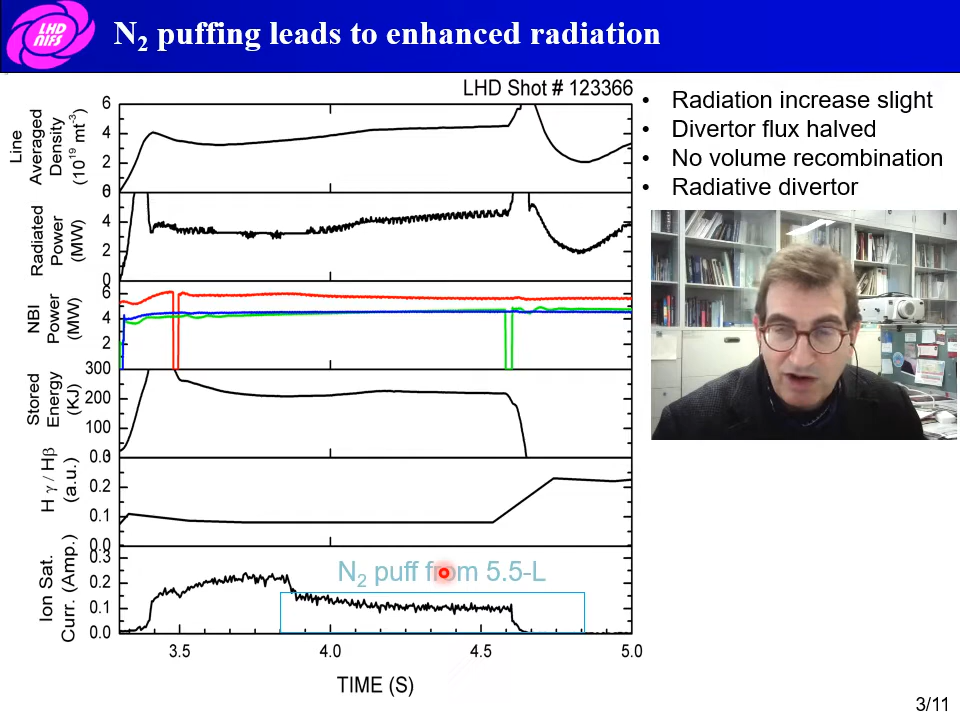 LHD
NIFS
N₂ puffing leads to enhanced radiation
LHD Shot # 123366
• Radiation increase slight
• Divertor flux halved
• No volume recombination
• Radiative divertor
Line
Averaged
Density
(10¹⁹ mt⁻³)
6
4
2
0
Radiated
Power
(MW)
6
4
2
0
NBI
Power
(MW)
6
4
2
Stored
Energy
(KJ)
300
200
100
0
H γ / Hβ
(a.u.)
0.3
0.2
0.1
0.0
Ion Sat.
Curr. (Amp.)
0.3
0.2
0.1
0.0
N₂ puff from 5.5-L
3.5 4.0 4.5 5.0
TIME (S)
3/11